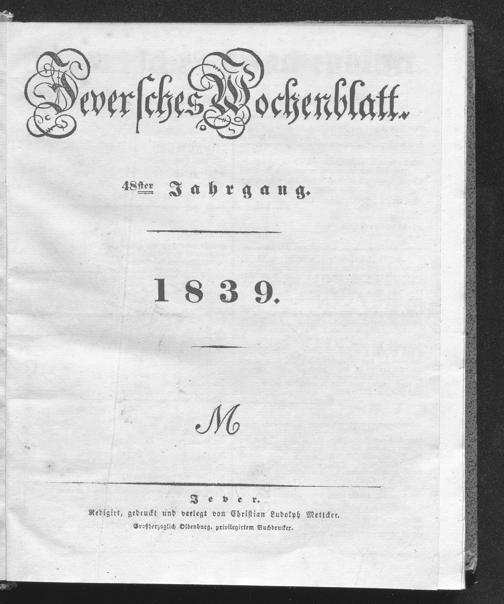 Jeversches Wochenblatt.
48ster Jahrgang.
1839.
M
Jever.
Redigirt, gedruckt und verlegt von Christian Ludolph Mettcker.
Großherzoglich Oldenburg. privilegirtem Buchdrucker.